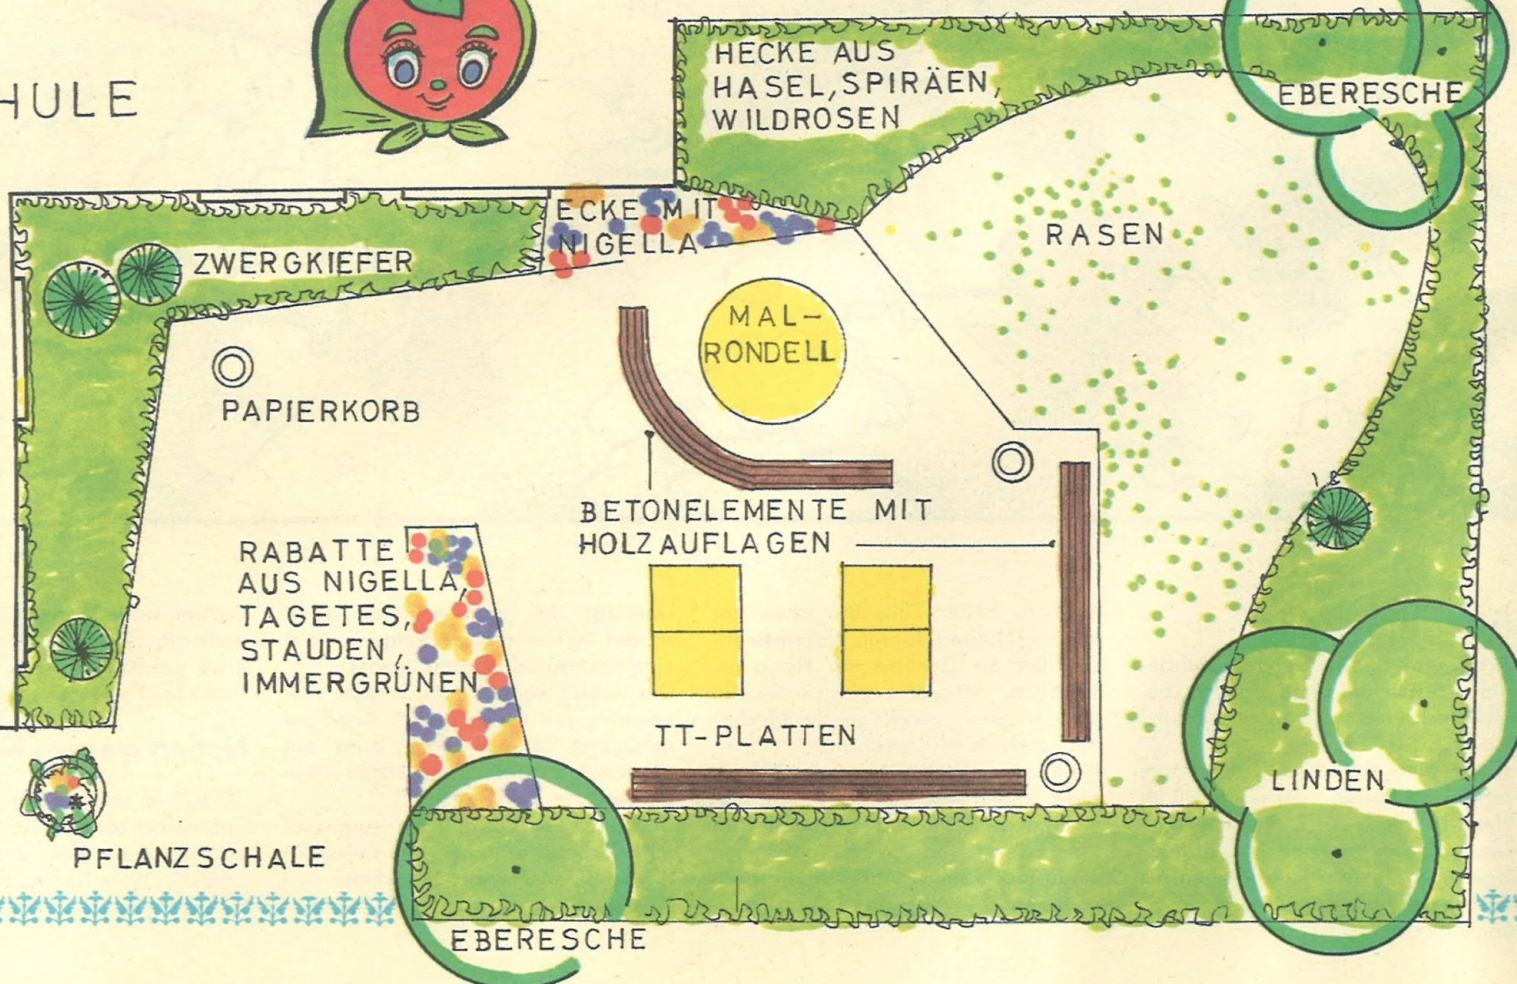 HULE
HECKE AUS
HASEL, SPIRÄEN,
WILDROSEN
EBERESCHE
ECKE MIT
NIGELLA
ZWERGKIEFER
RASEN
MAL-
RONDELL
PAPIERKORB
BETONELEMENTE MIT
HOLZAUFLAGEN
RABATTE
AUS NIGELLA,
TAGETES,
STAUDEN,
IMMERGRÜNEN
TT-PLATTEN
LINDEN
PFLANZSCHALE
EBERESCHE